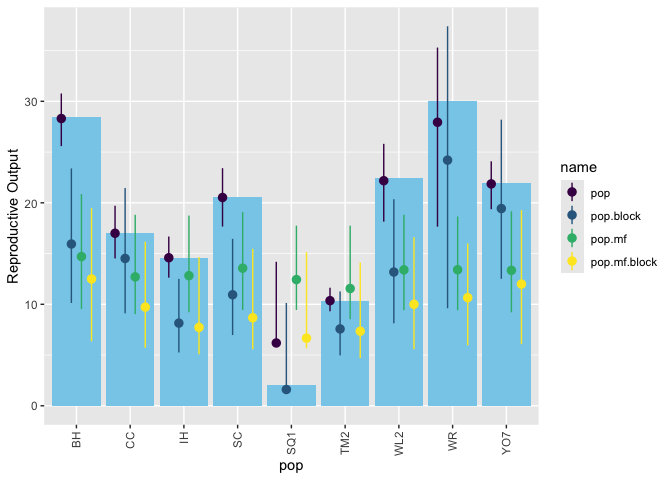 Reproductive Output
30
20
10
0
BH
CC
IH
SC
SQ1
TM2
WL2
WR
YO7
pop
name
pop
pop.block
pop.mf
pop.mf.block